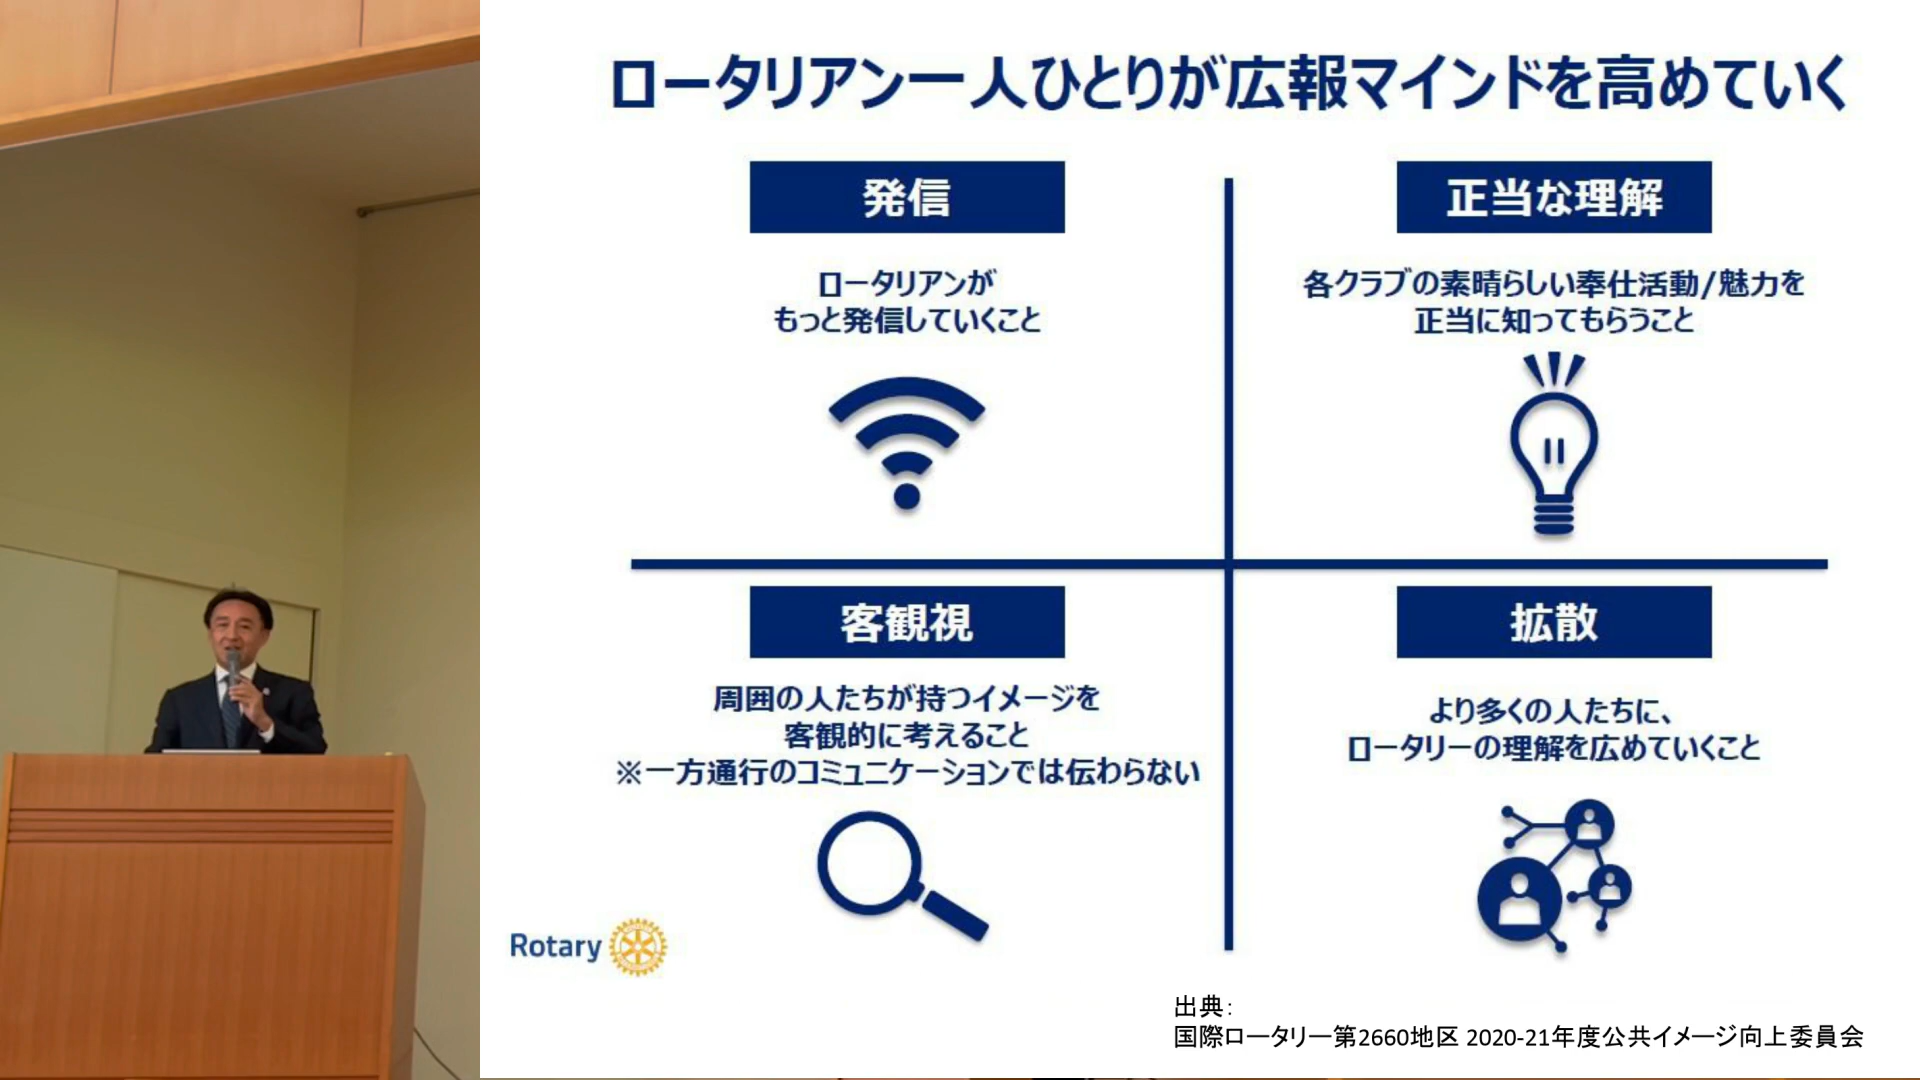 ロータリアン一人ひとりが広報マインドを高めていく
発信
ロータリアンが
もっと発信していくこと
正当な理解
各クラブの素晴らしい奉仕活動/魅力を
正当に知ってもらうこと
客観視
周囲の人たちが持つイメージを
客観的に考えること
※一方通行のコミュニケーションでは伝わらない
拡散
より多くの人たちに、
ロータリーの理解を広めていくこと
Rotary
出典：
国際ロータリー第2660地区 2020-21年度公共イメージ向上委員会